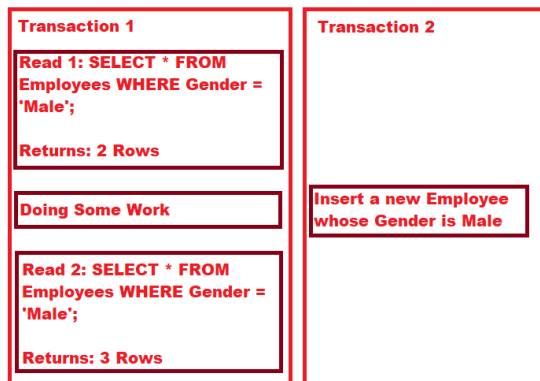 Transaction 1
Read 1: SELECT * FROM
Employees WHERE Gender =
'Male';
Returns: 2 Rows
Doing Some Work
Read 2: SELECT * FROM
Employees WHERE Gender =
'Male';
Returns: 3 Rows
Transaction 2
Insert a new Employee
whose Gender is Male